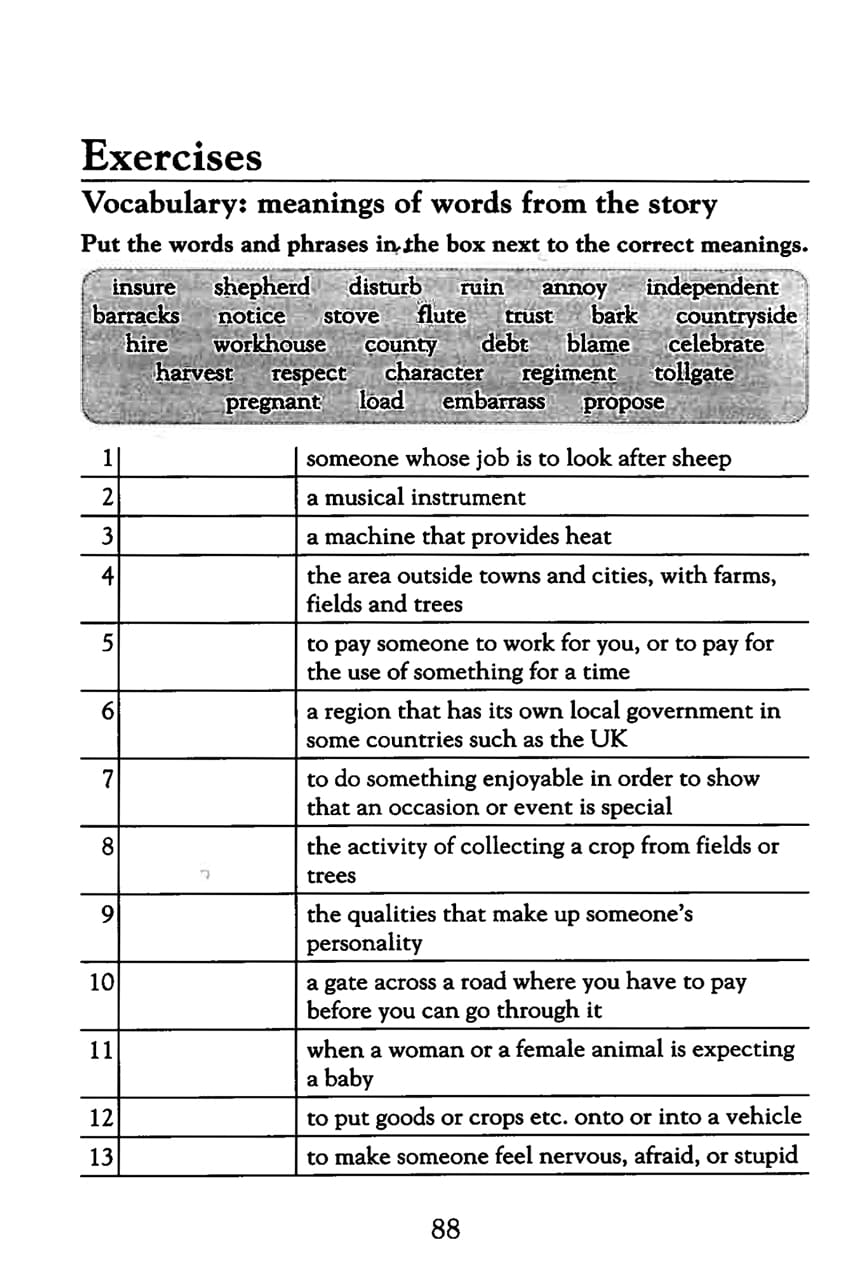 Exercises
Vocabulary: meanings of words from the story
Put the words and phrases in the box next to the correct meanings.
insure shepherd disturb ruin annoy independent
barracks notice stove flute trust bark countryside
hire workhouse county debt blame celebrate
harvest respect character regiment tollgate
pregnant load embarrass propose
1 someone whose job is to look after sheep
2 a musical instrument
3 a machine that provides heat
4 the area outside towns and cities, with farms,
fields and trees
5 to pay someone to work for you, or to pay for
the use of something for a time
6 a region that has its own local government in
some countries such as the UK
7 to do something enjoyable in order to show
that an occasion or event is special
8 the activity of collecting a crop from fields or
trees
9 the qualities that make up someone's
personality
10 a gate across a road where you have to pay
before you can go through it
11 when a woman or a female animal is expecting
a baby
12 to put goods or crops etc. onto or into a vehicle
13 to make someone feel nervous, afraid, or stupid
88